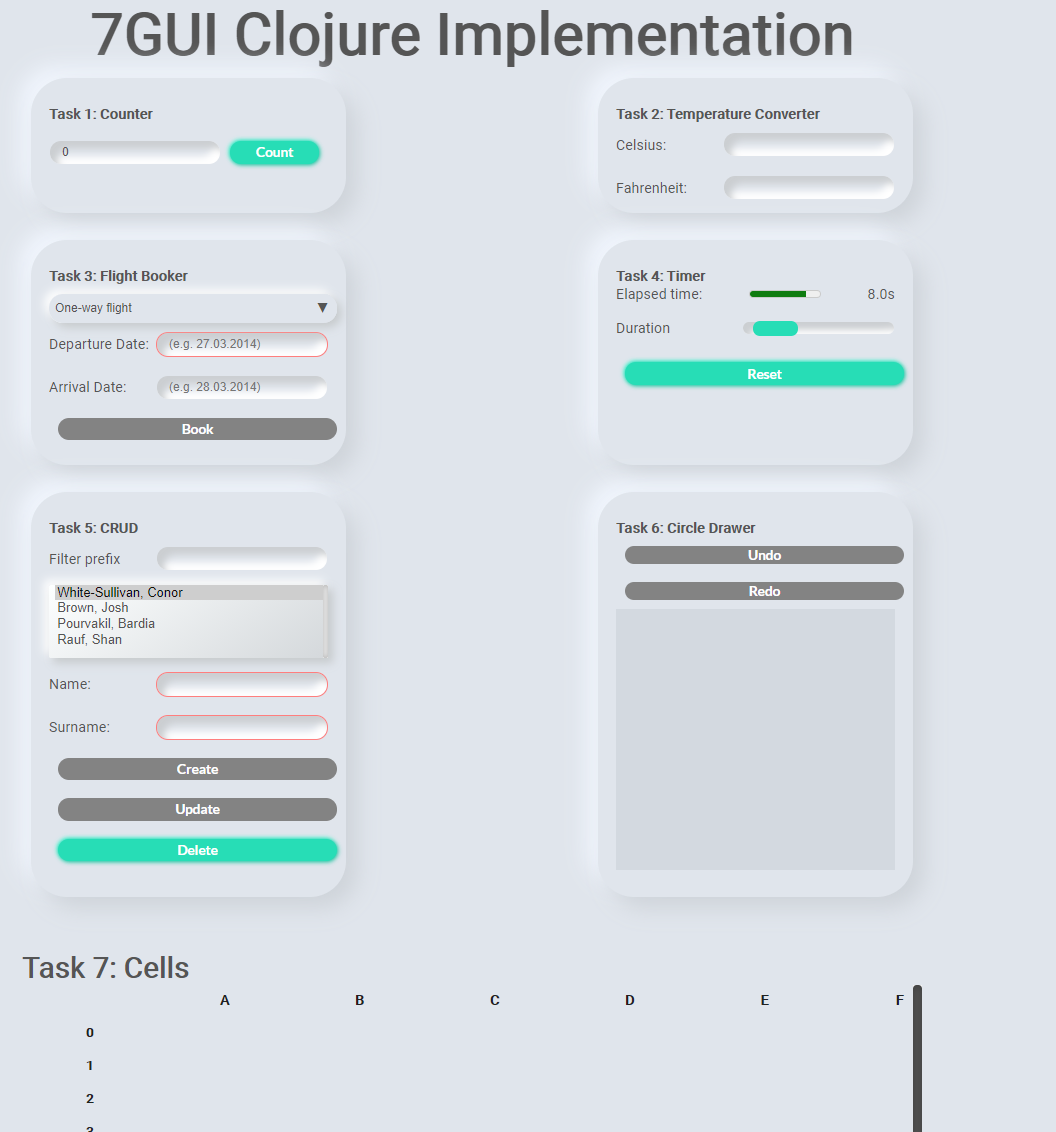 7GUI Clojure Implementation
Task 1: Counter
0
Count
Task 2: Temperature Converter
Celsius:
Fahrenheit:
Task 3: Flight Booker
One-way flight
Departure Date: (e.g. 27.03.2014)
Arrival Date: (e.g. 28.03.2014)
Book
Task 4: Timer
Elapsed time: 8.0s
Duration
Reset
Task 5: CRUD
Filter prefix
White-Sullivan, Conor
Brown, Josh
Pourvakil, Bardia
Rauf, Shan
Name:
Surname:
Create
Update
Delete
Task 6: Circle Drawer
Undo
Redo
Task 7: Cells
A B C D E F
0
1
2
3